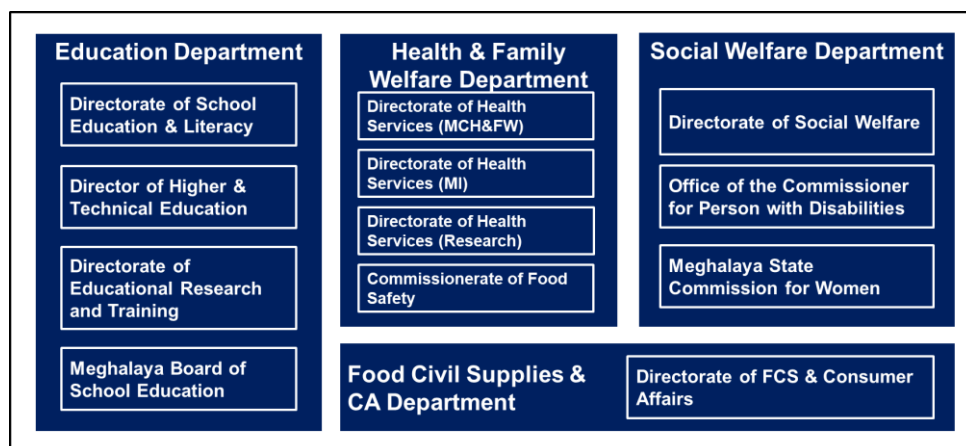 Education Department
Directorate of School
Education & Literacy
Director of Higher &
Technical Education
Directorate of
Educational Research
and Training
Meghalaya Board of
School Education
Health & Family
Welfare Department
Directorate of Health
Services (MCH&FW)
Directorate of Health
Services (MI)
Directorate of Health
Services (Research)
Commissionerate of Food
Safety
Social Welfare Department
Directorate of Social Welfare
Office of the Commissioner
for Person with Disabilities
Meghalaya State
Commission for Women
Food Civil Supplies &
CA Department
Directorate of FCS & Consumer
Affairs